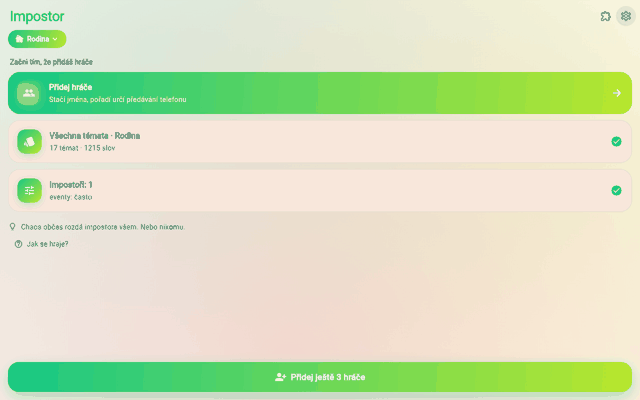 Impostor
Rodina
Začni tím, že přidáš hráče
Přidej hráče
Stačí jména, pořadí určí předávání telefonu
Všechna témata · Rodina
17 témat · 1215 slov
Impostoři: 1
eventy: často
Chaos občas rozdá impostora všem. Nebo nikomu.
Jak se hraje?
Přidej ještě 3 hráče